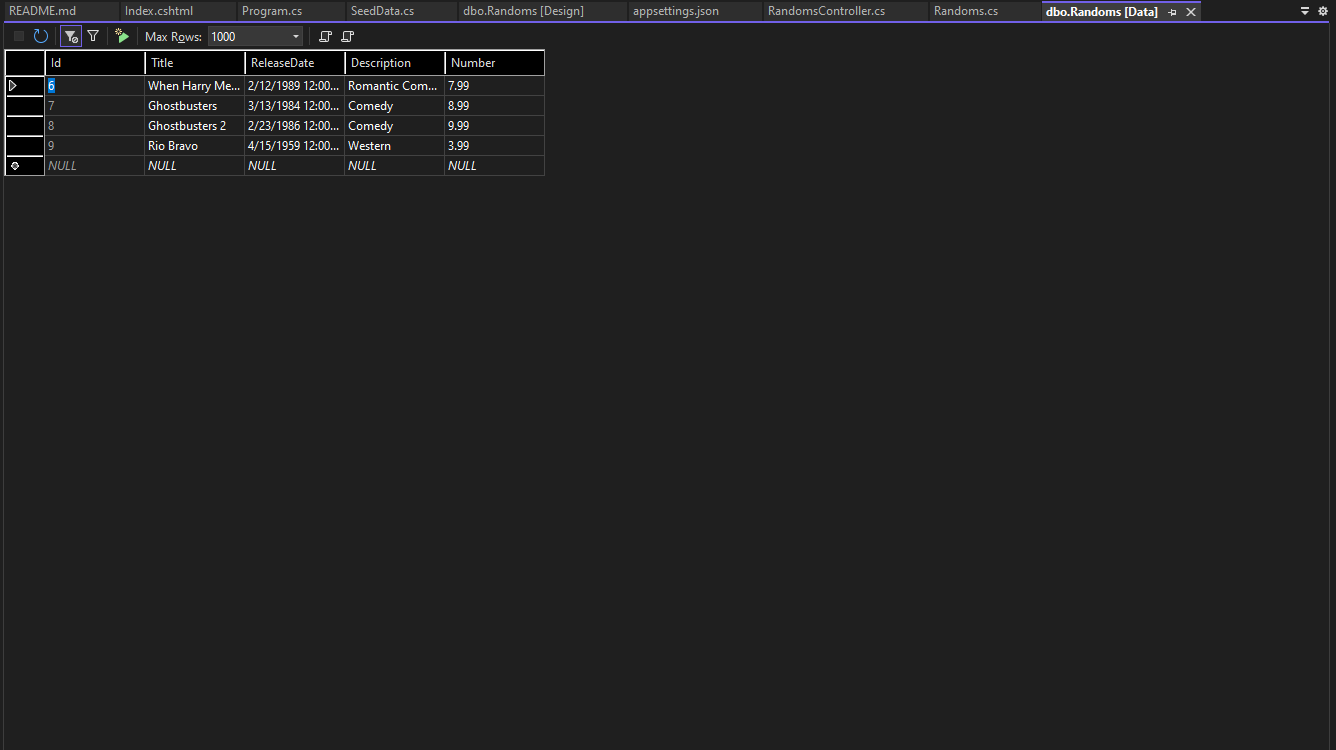 README.md Index.cshtml Program.cs SeedData.cs dbo.Randoms [Design] appsettings.json RandomsController.cs Randoms.cs dbo.Randoms [Data]
Max Rows: 1000
Id Title ReleaseDate Description Number
6 When Harry Me... 2/12/1989 12:00... Romantic Com... 7.99
7 Ghostbusters 3/13/1984 12:00... Comedy 8.99
8 Ghostbusters 2 2/23/1986 12:00... Comedy 9.99
9 Rio Bravo 4/15/1959 12:00... Western 3.99
NULL NULL NULL NULL NULL